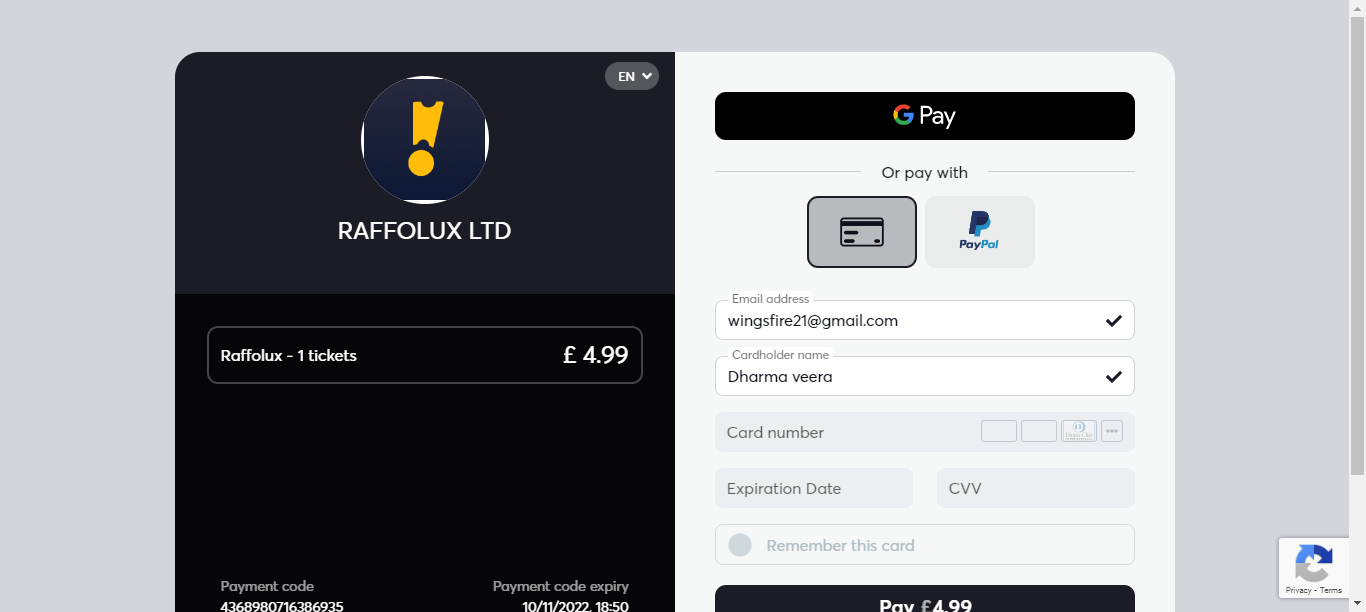 EN
RAFFOLUX LTD
Raffolux - 1 tickets
£ 4.99
Payment code
4368980716386935
Payment code expiry
10/11/2022, 18:50
G Pay
Or pay with
PayPal
Email address
wingsfire21@gmail.com
Cardholder name
Dharma veera
Card number
Expiration Date
CVV
Remember this card
Pay £4.99
Privacy - Terms